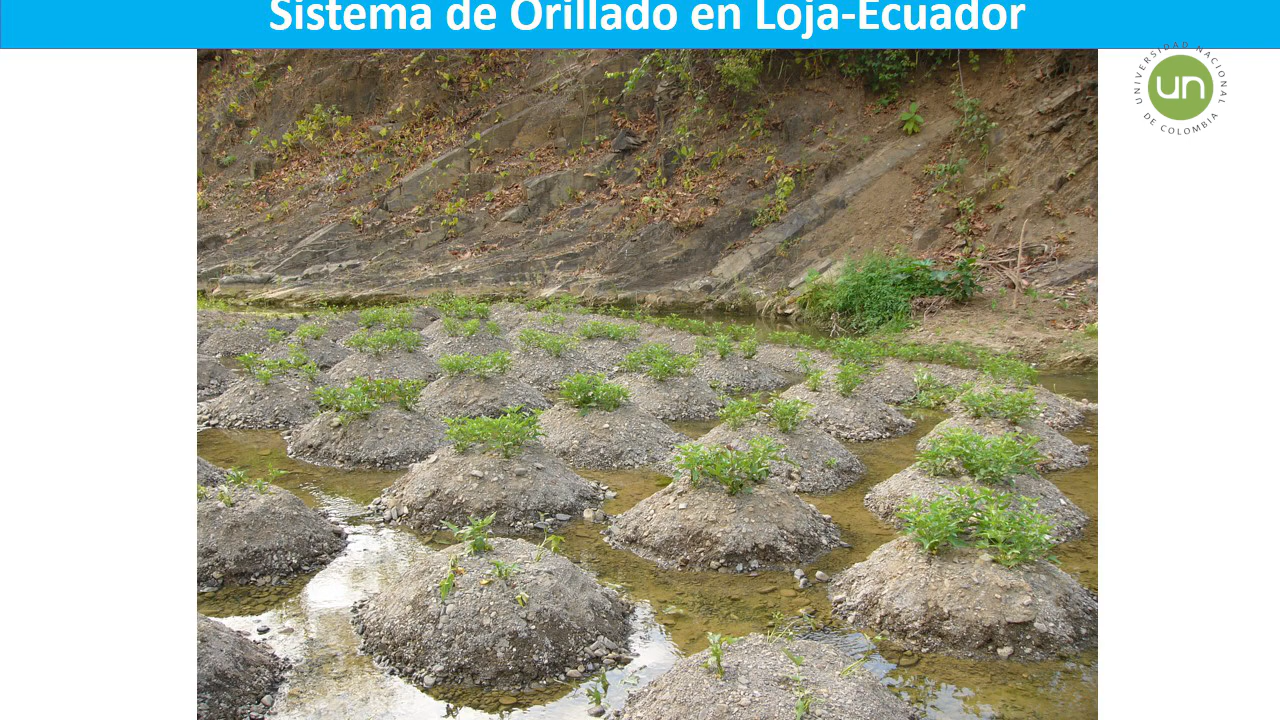 Sistema de Orillado en Loja-Ecuador
UNIVERSIDAD NACIONAL
DE COLOMBIA
un